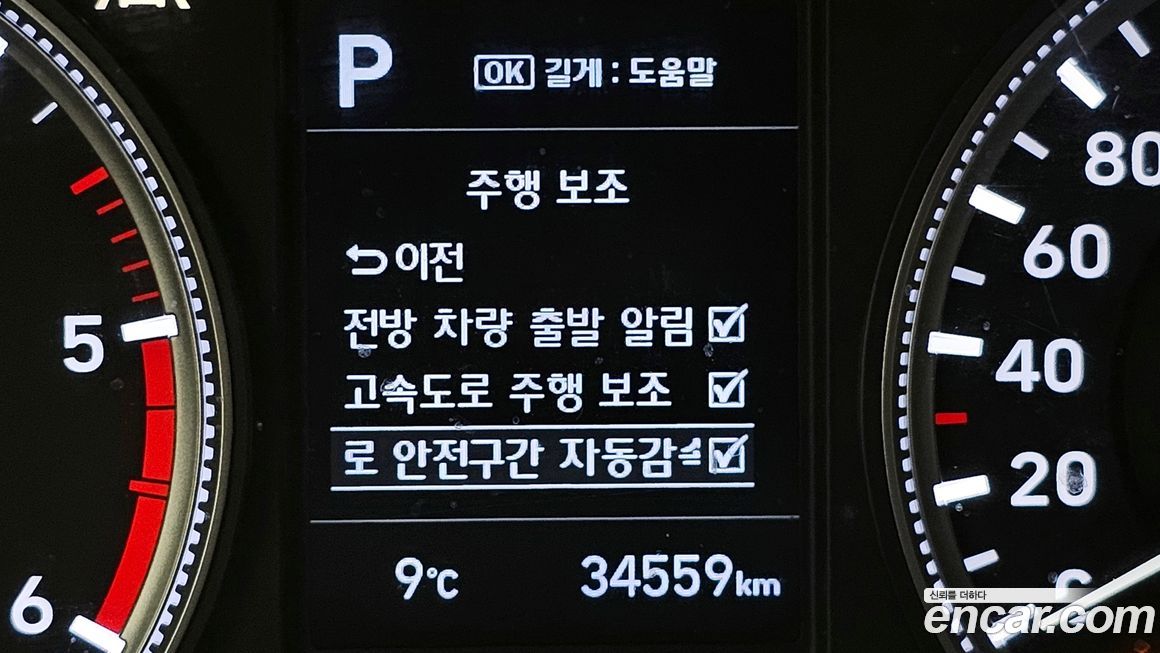 P
OK 길게 : 도움말
주행 보조
이전
전방 차량 출발 알림
고속도로 주행 보조
로 안전구간 자동감
9°C
34559km
5
6
80
60
40
20
신뢰를 더하다
encar.com